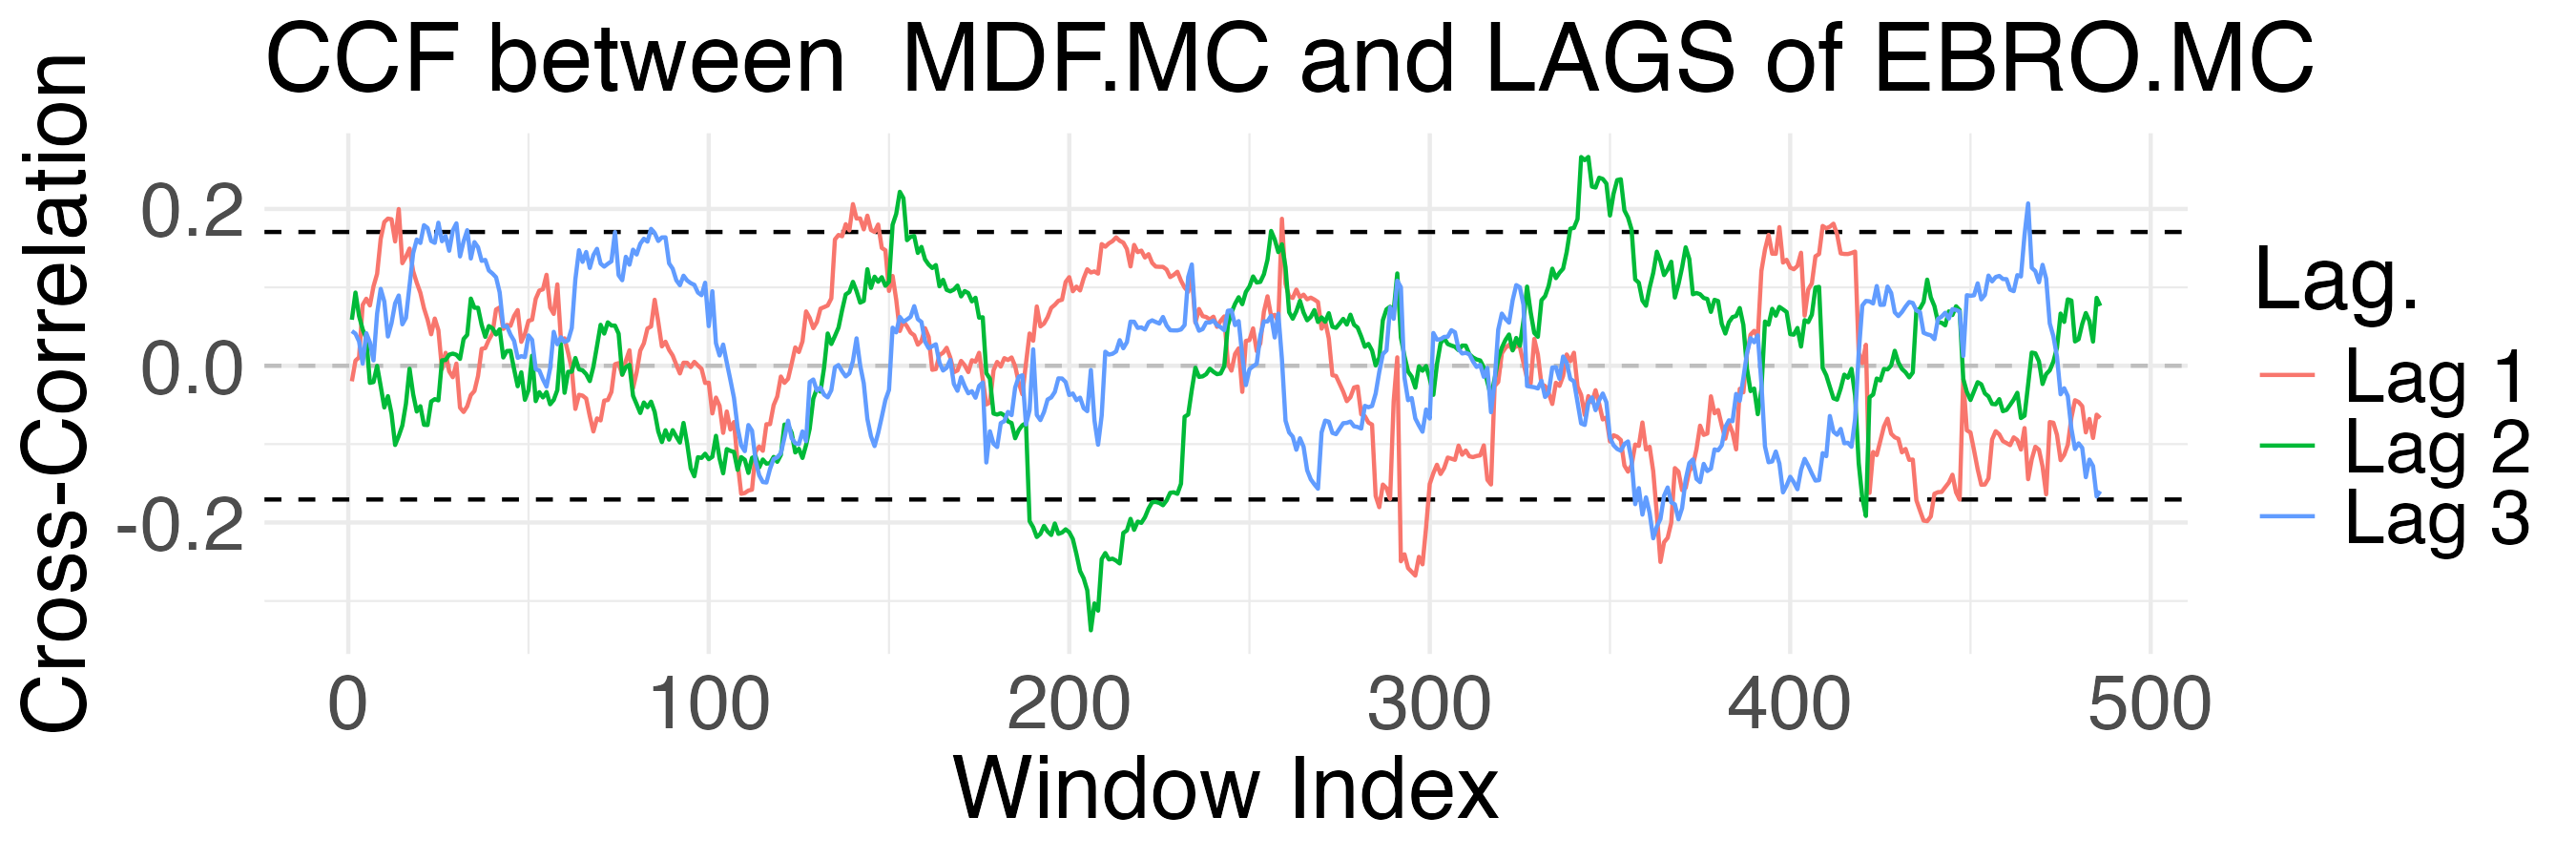 CCF between  MDF.MC and LAGS of EBRO.MC
Cross-Correlation
0.2
0.0
-0.2
0
100
200
300
400
500
Window Index
Lag.
Lag 1
Lag 2
Lag 3